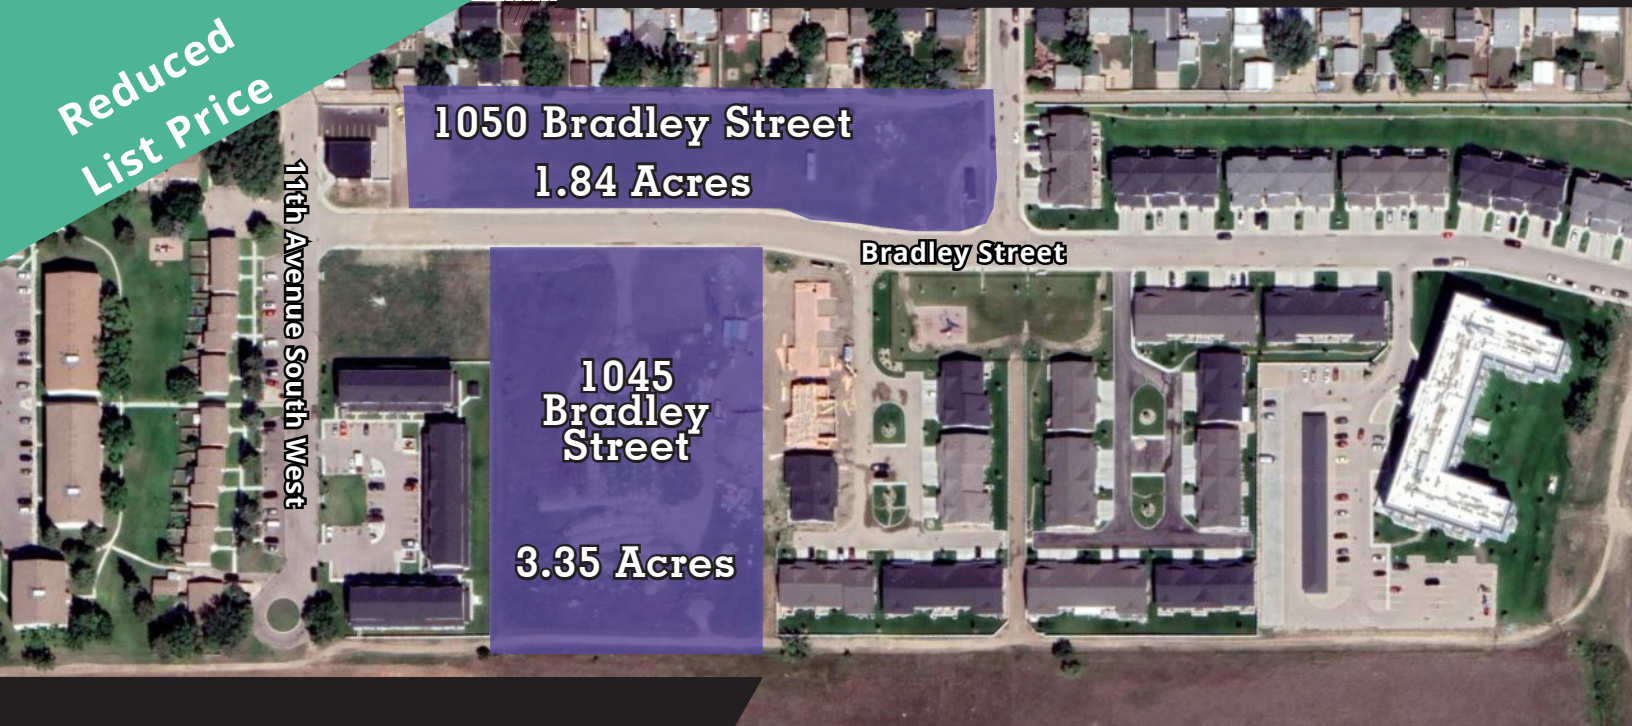 Reduced
List Price
1050 Bradley Street
1.84 Acres
11th Avenue South West
Bradley Street
1045
Bradley
Street
3.35 Acres